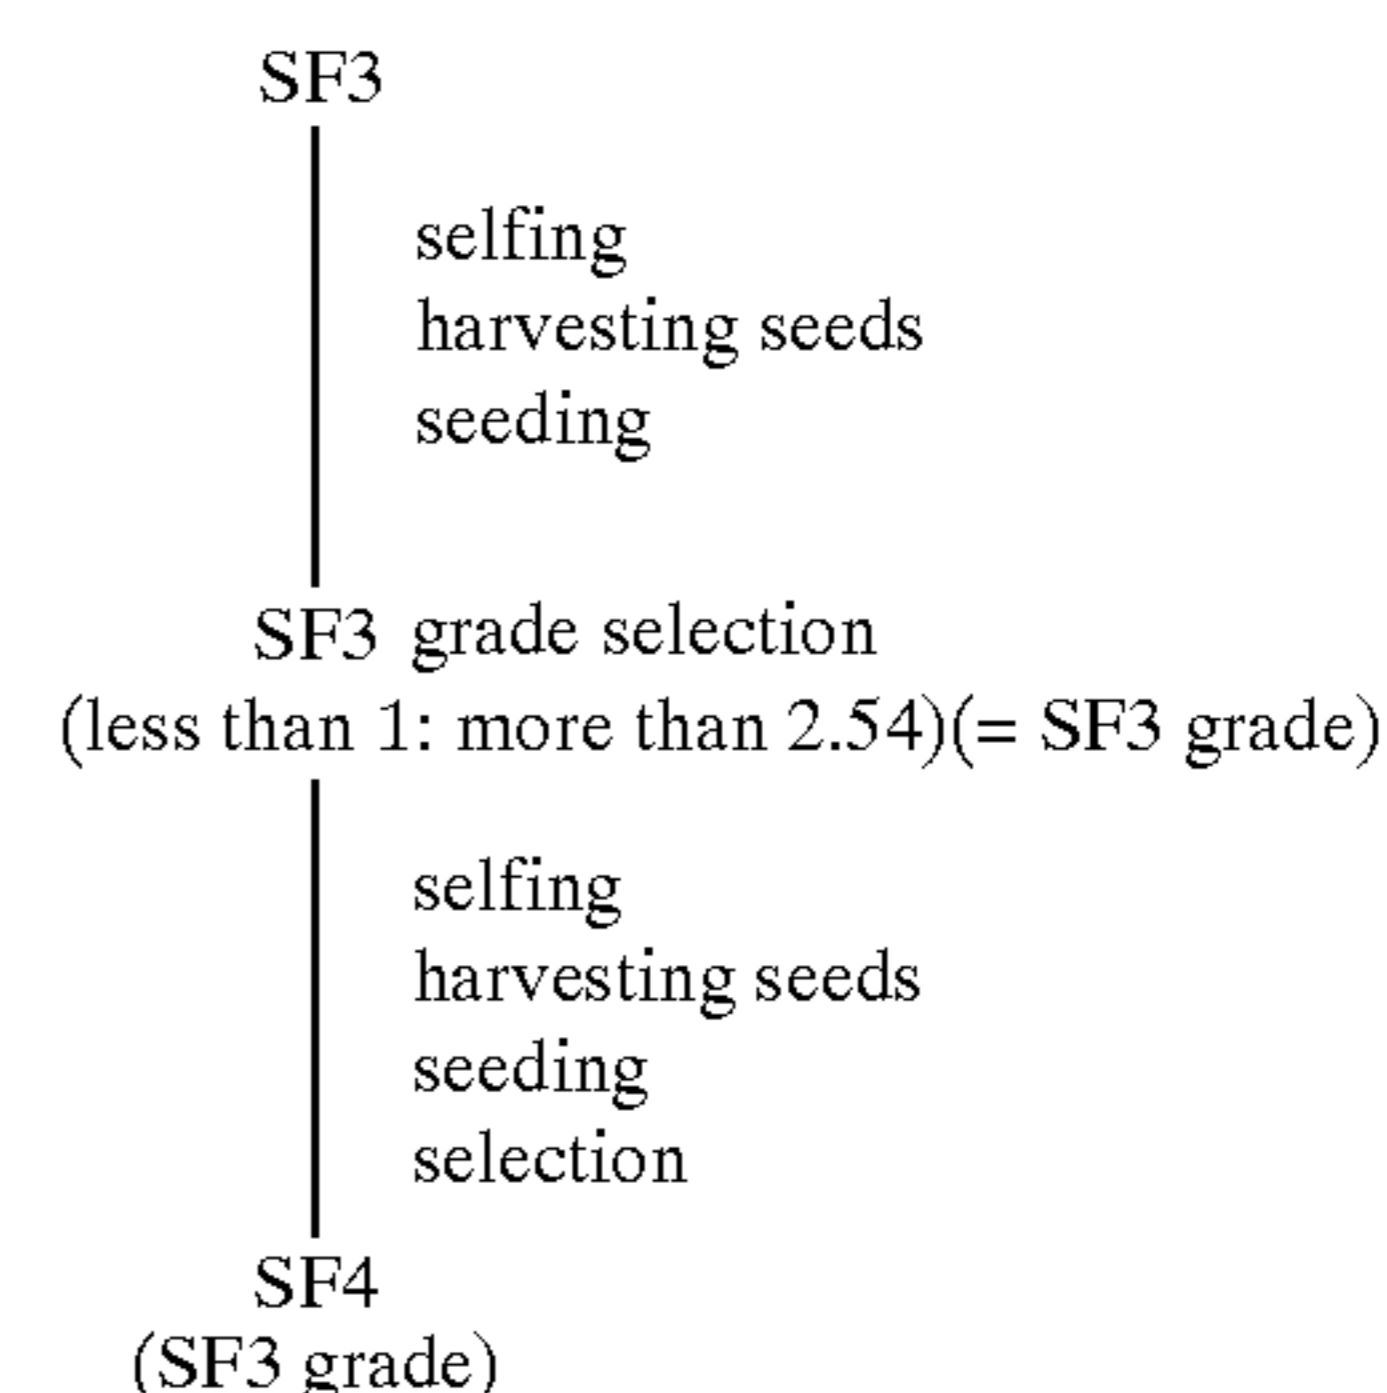 SF3
selfing
harvesting seeds
seeding
SF3 grade selection
(less than 1: more than 2.54)(= SF3 grade)
selfing
harvesting seeds
seeding
selection
SF4
(SF3 grade)